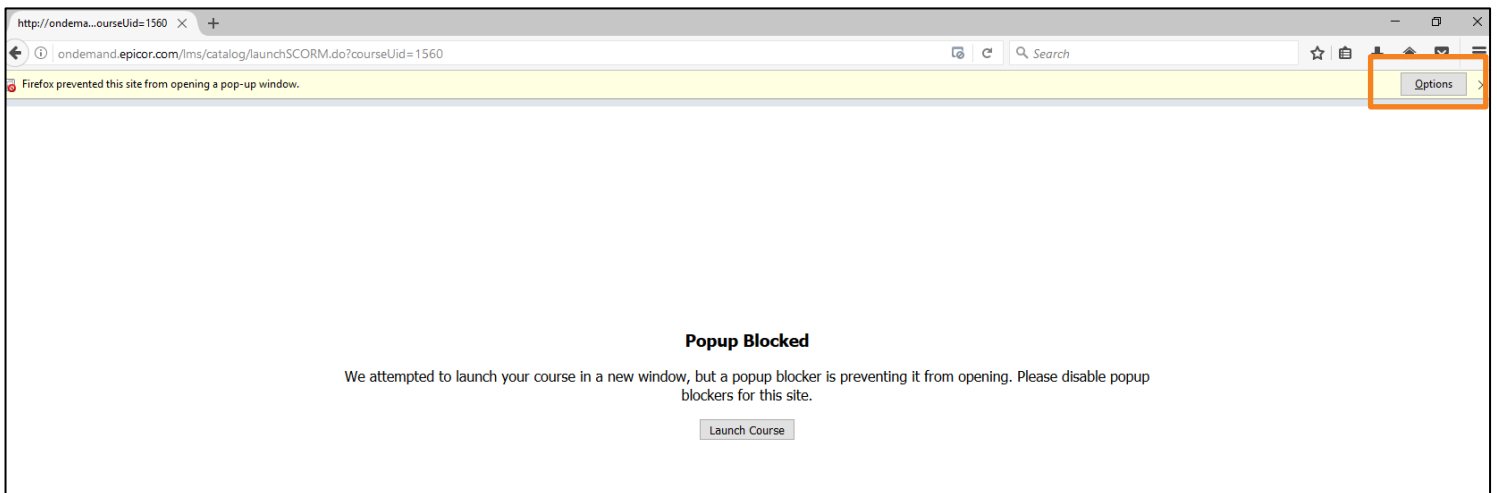 http://ondema...ourseUid=1560
ondemand.epicor.com/lms/catalog/launchSCORM.do?courseUid=1560
Search
Firefox prevented this site from opening a pop-up window.
Options
Popup Blocked
We attempted to launch your course in a new window, but a popup blocker is preventing it from opening. Please disable popup
blockers for this site.
Launch Course